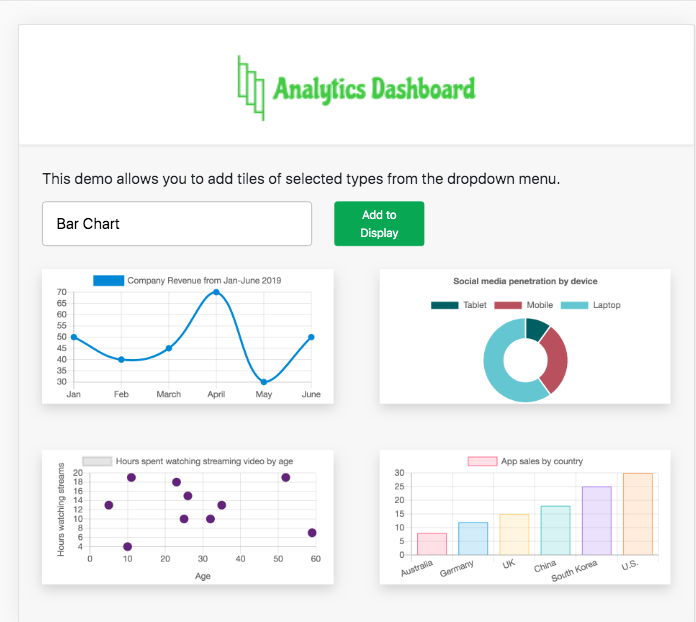 Analytics Dashboard
This demo allows you to add tiles of selected types from the dropdown menu.
Bar Chart
Add to
Display
Company Revenue from Jan-June 2019
70
65
60
55
50
45
40
35
30
Jan Feb March April May June
Social media penetration by device
Tablet Mobile Laptop
Hours spent watching streaming video by age
Hours watching streams
20
18
16
14
12
10
8
6
4
0 10 20 30 40 50 60
Age
App sales by country
30
25
20
15
10
5
0
Australia Germany UK China South Korea U.S.